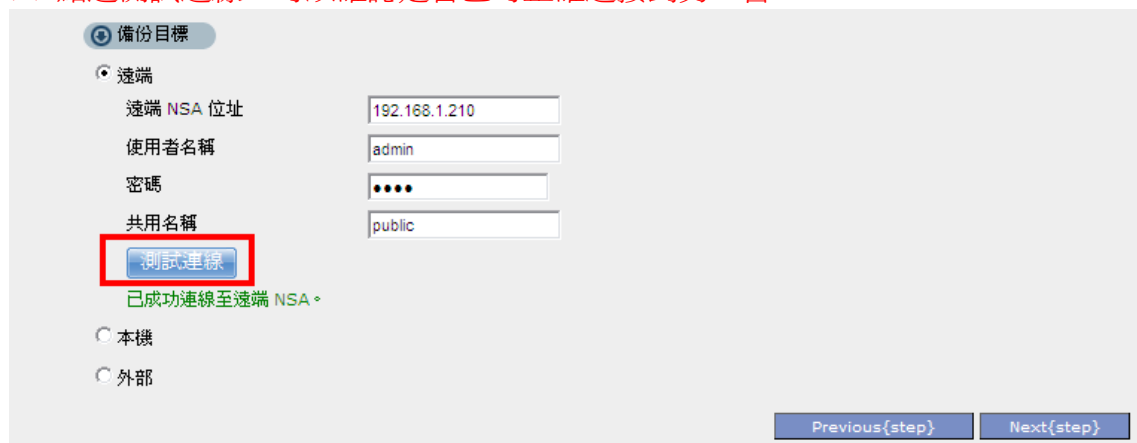 備份目標
遠端
遠端 NSA 位址 192.168.1.210
使用者名稱 admin
密碼 ••••
共用名稱 public
測試連線
已成功連線至遠端 NSA。
本機
外部
Previous{step} Next{step}